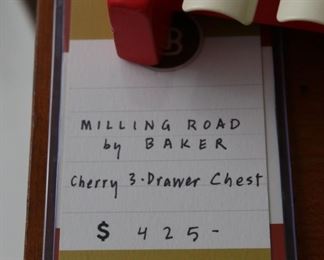 B
MILLING ROAD
by BAKER
Cherry 3-Drawer Chest
$ 425-